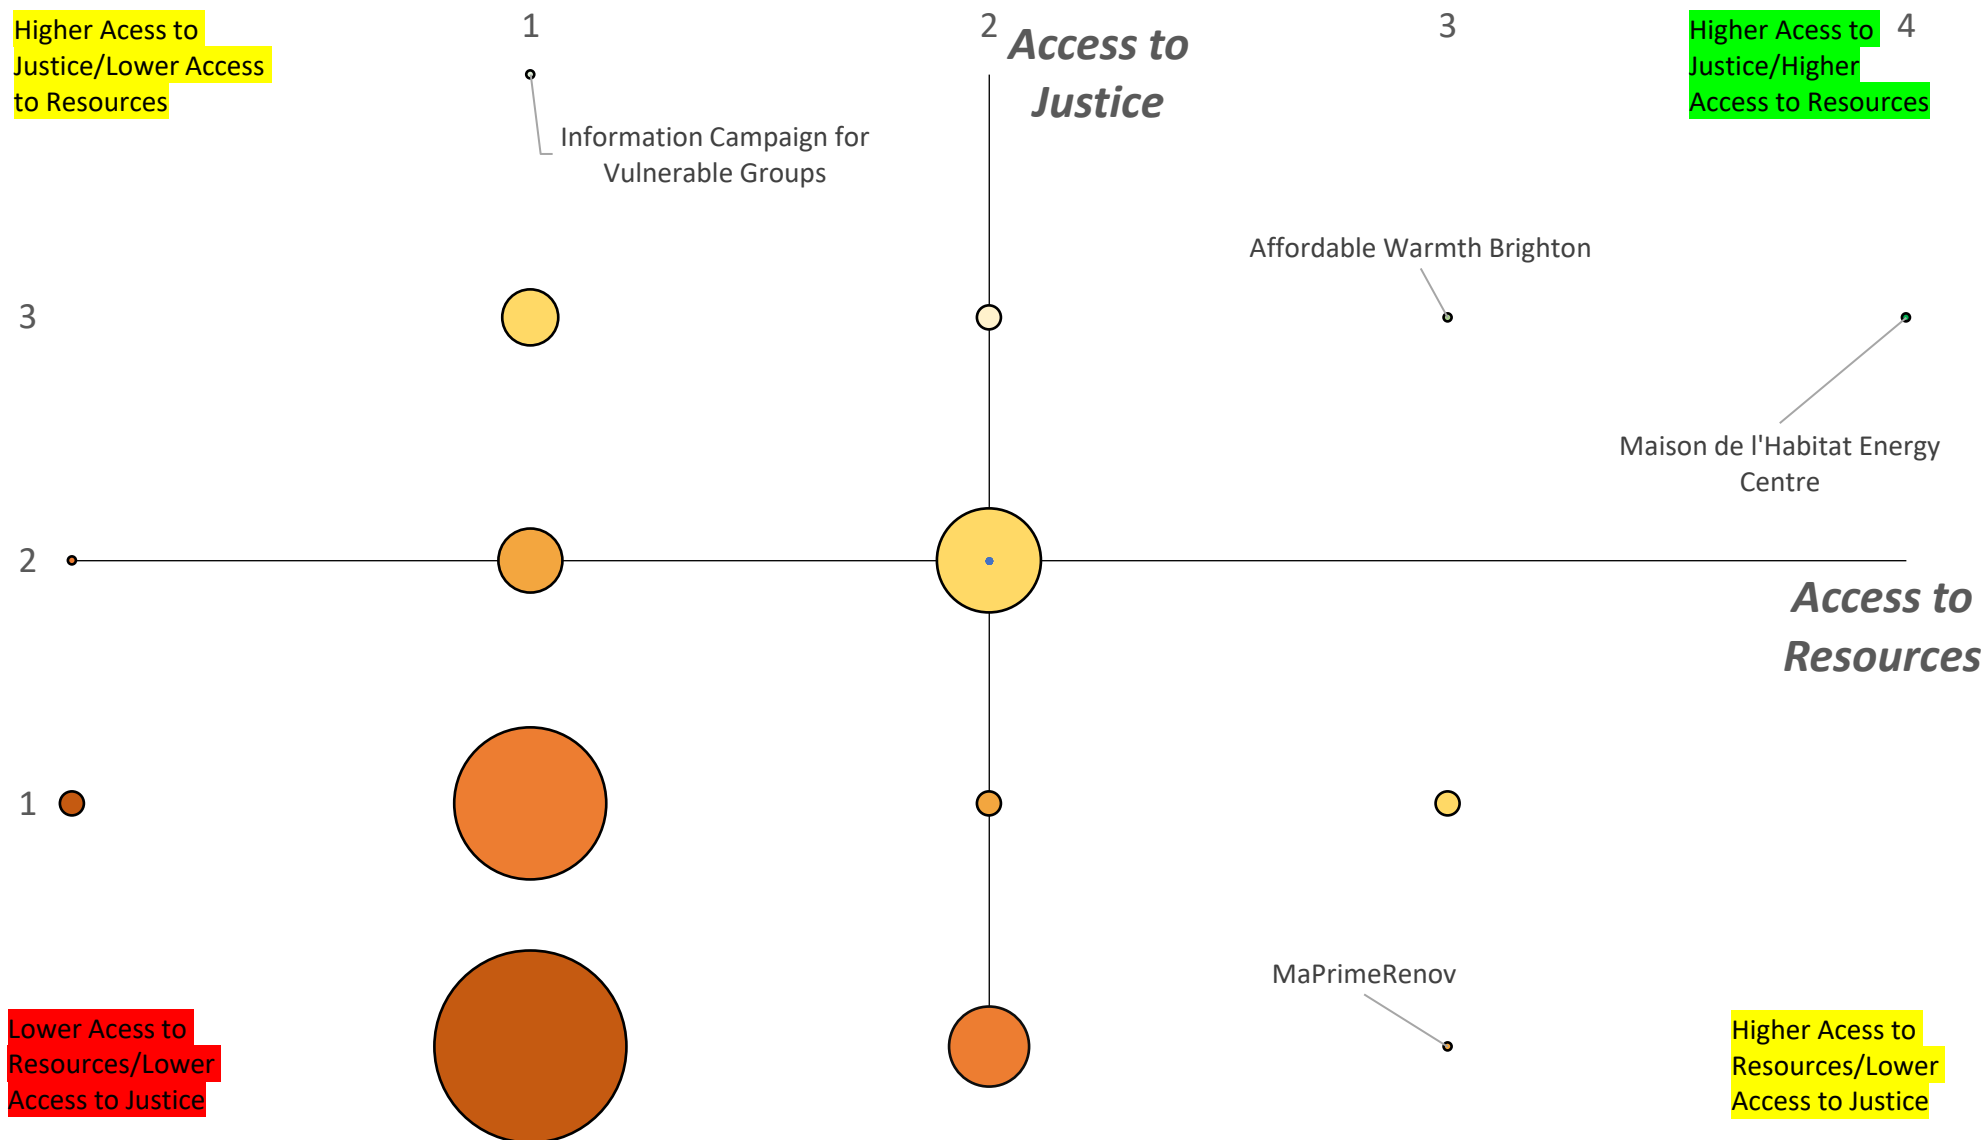 Higher Acess to
Justice/Lower Access
to Resources
1
2
Access to
Justice
3
Higher Acess to
Justice/Higher
Access to Resources
4
Information Campaign for
Vulnerable Groups
Affordable Warmth Brighton
3
Maison de l'Habitat Energy
Centre
2
Access to
Resources
1
MaPrimeRenov
Lower Acess to
Resources/Lower
Access to Justice
Higher Acess to
Resources/Lower
Access to Justice